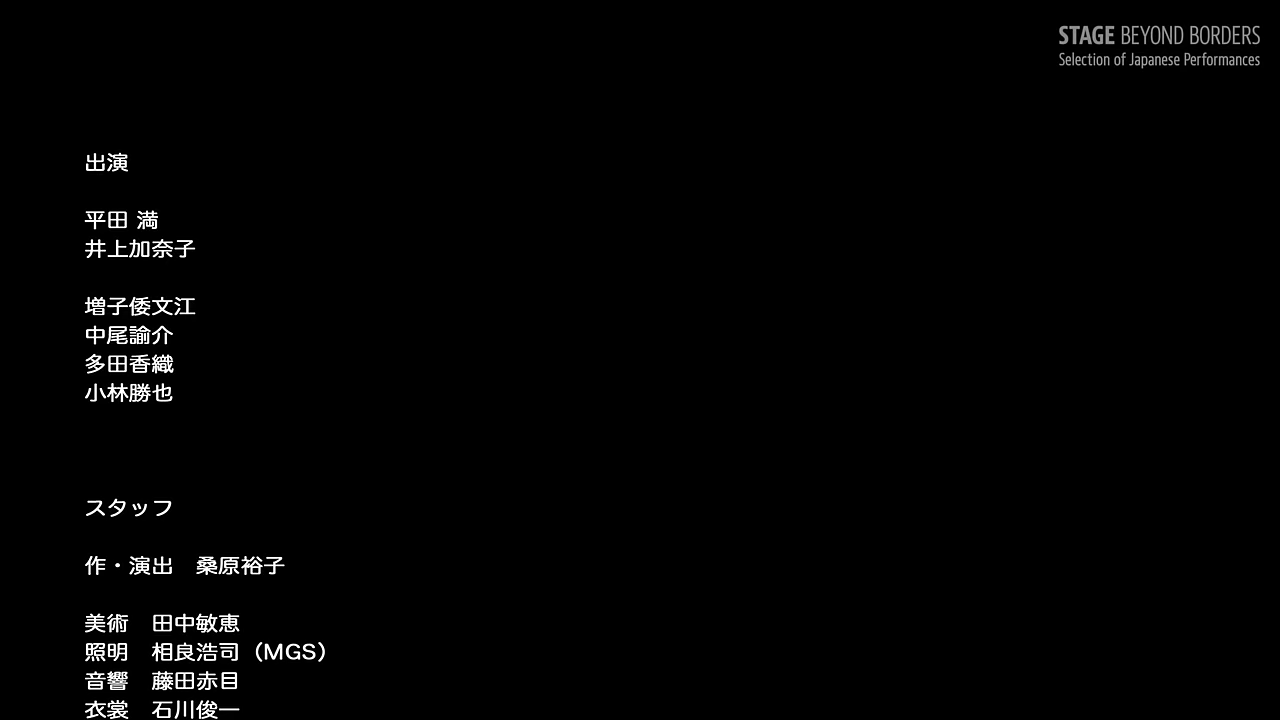 STAGE BEYOND BORDERS
Selection of Japanese Performances
出演
平田 満
井上加奈子
増子倭文江
中尾諭介
多田香織
小林勝也
スタッフ
作・演出　桑原裕子
美術　田中敏恵
照明　相良浩司（MGS）
音響　藤田赤目
衣裳　石川俊一